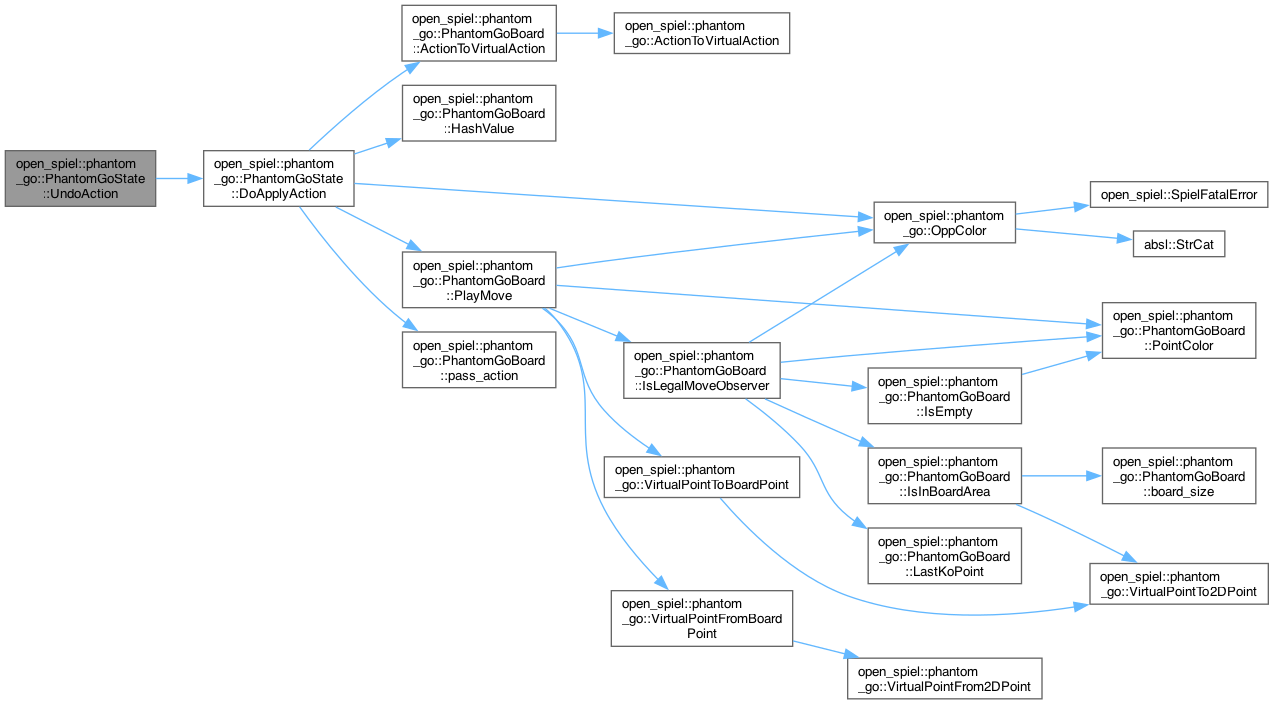 open_spiel::phantom
_go::PhantomGoState
::UndoAction
open_spiel::phantom
_go::PhantomGoState
::DoApplyAction
open_spiel::phantom
_go::PhantomGoBoard
::ActionToVirtualAction
open_spiel::phantom
_go::ActionToVirtualAction
open_spiel::phantom
_go::PhantomGoBoard
::HashValue
open_spiel::phantom
_go::OppColor
open_spiel::SpielFatalError
absl::StrCat
open_spiel::phantom
_go::PhantomGoBoard
::PlayMove
open_spiel::phantom
_go::PhantomGoBoard
::PointColor
open_spiel::phantom
_go::PhantomGoBoard
::pass_action
open_spiel::phantom
_go::PhantomGoBoard
::IsLegalMoveObserver
open_spiel::phantom
_go::PhantomGoBoard
::IsEmpty
open_spiel::phantom
_go::PhantomGoBoard
::IsInBoardArea
open_spiel::phantom
_go::PhantomGoBoard
::board_size
open_spiel::phantom
_go::VirtualPointToBoardPoint
open_spiel::phantom
_go::PhantomGoBoard
::LastKoPoint
open_spiel::phantom
_go::VirtualPointTo2DPoint
open_spiel::phantom
_go::VirtualPointFromBoard
Point
open_spiel::phantom
_go::VirtualPointFrom2DPoint